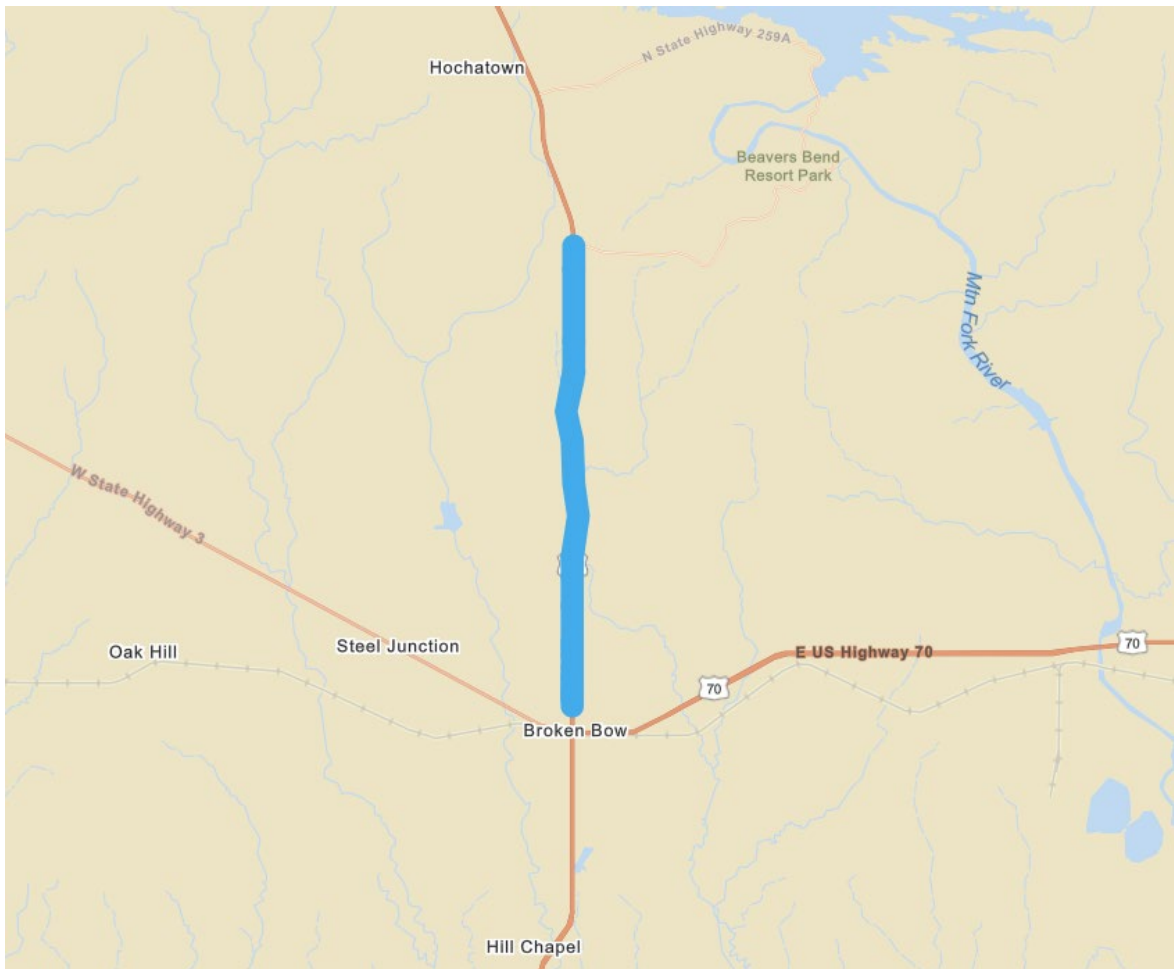 N State Highway 259A
Hochatown
Beavers Bend
Resort Park
Mtn Fork River
W State Highway 3
Steel Junction
Oak Hill
E US Highway 70
70
70
Broken Bow
Hill Chapel